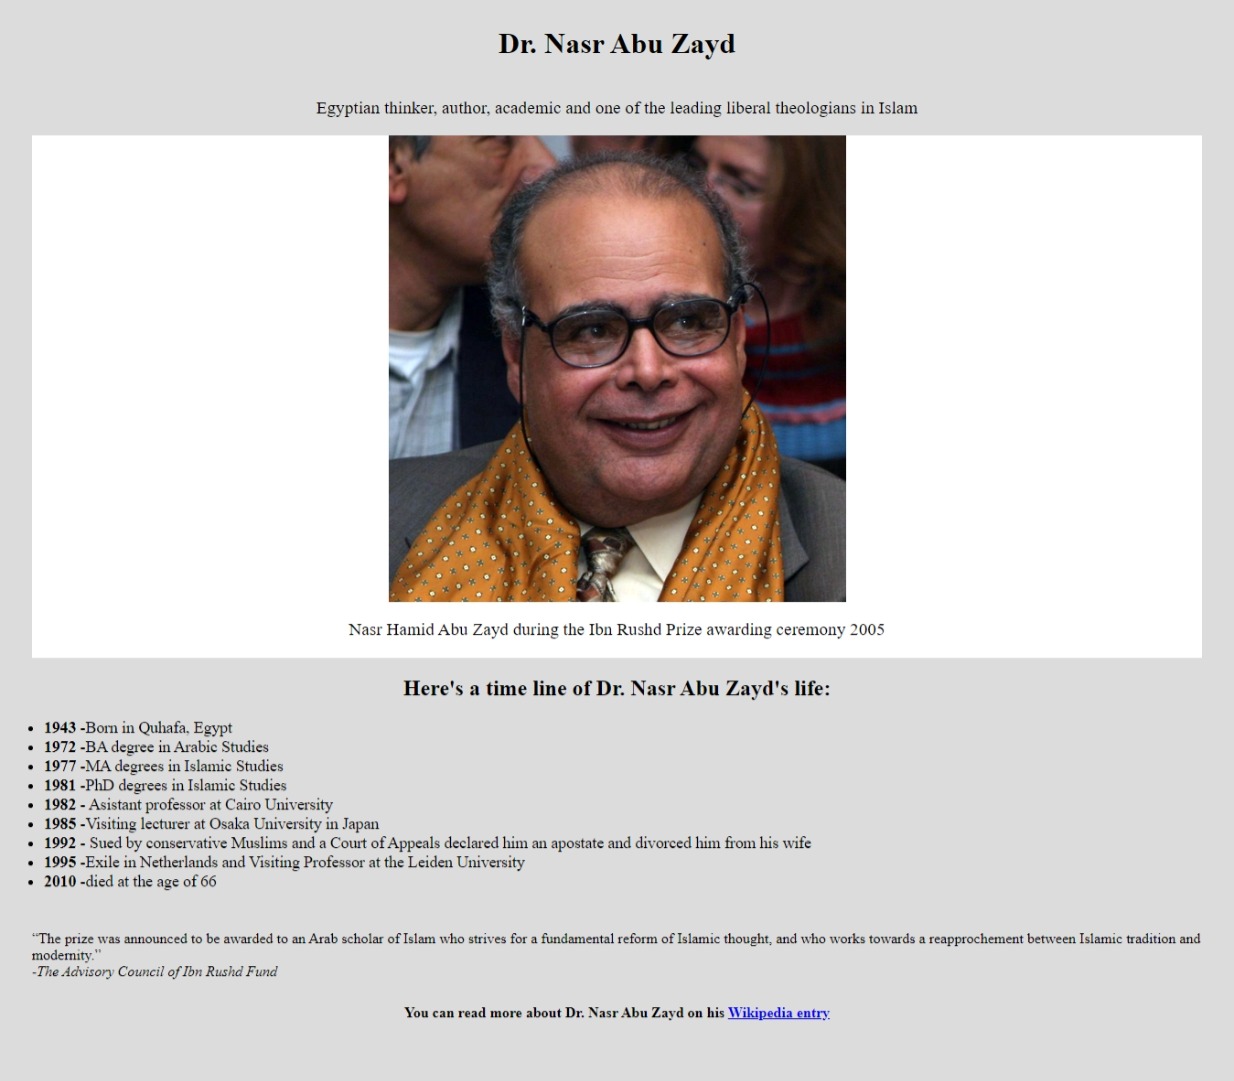 Dr. Nasr Abu Zayd
Egyptian thinker, author, academic and one of the leading liberal theologians in Islam
Nasr Hamid Abu Zayd during the Ibn Rushd Prize awarding ceremony 2005
Here's a time line of Dr. Nasr Abu Zayd's life:
• 1943 -Born in Quhafa, Egypt
• 1972 -BA degree in Arabic Studies
• 1977 -MA degrees in Islamic Studies
• 1981 -PhD degrees in Islamic Studies
• 1982 - Asistant professor at Cairo University
• 1985 -Visiting lecturer at Osaka University in Japan
• 1992 - Sued by conservative Muslims and a Court of Appeals declared him an apostate and divorced him from his wife
• 1995 -Exile in Netherlands and Visiting Professor at the Leiden University
• 2010 -died at the age of 66
“The prize was announced to be awarded to an Arab scholar of Islam who strives for a fundamental reform of Islamic thought, and who works towards a reapprochement between Islamic tradition and
modernity.”
-The Advisory Council of Ibn Rushd Fund
You can read more about Dr. Nasr Abu Zayd on his Wikipedia entry